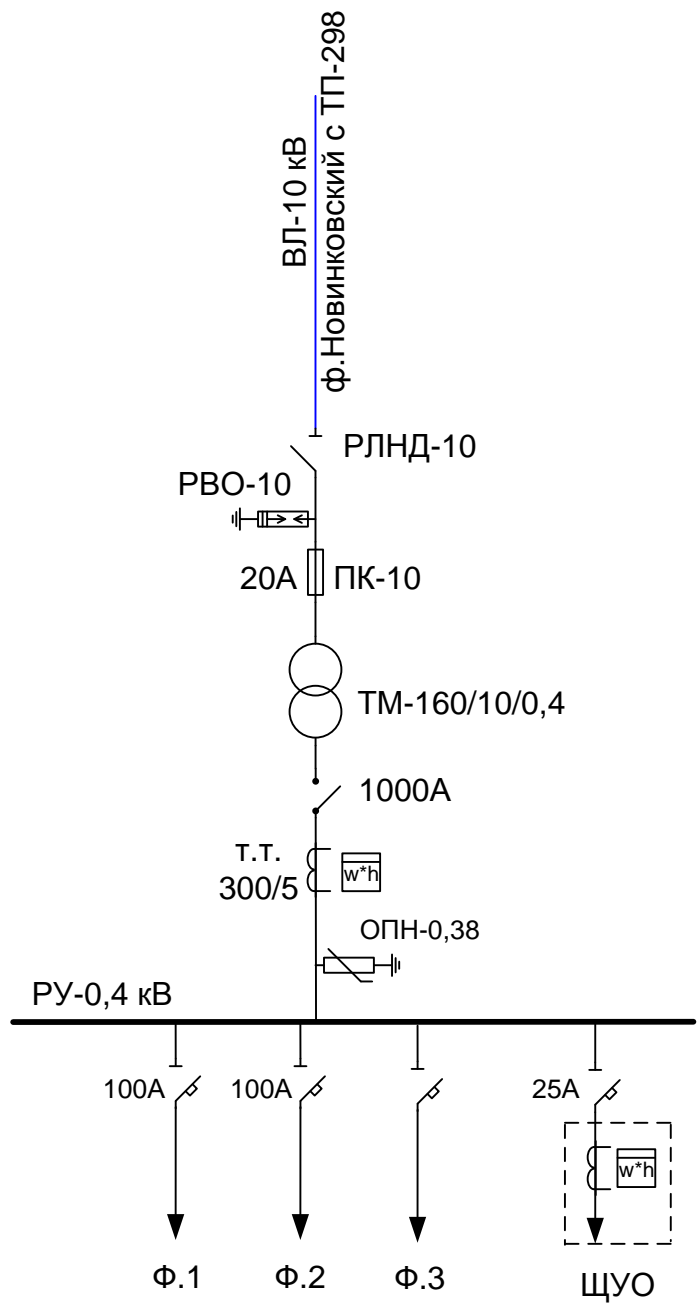 ВЛ-10 кВ
ф.Новинковский с ТП-298
РЛНД-10
РВО-10
20А
ПК-10
ТМ-160/10/0,4
1000А
т.т.
300/5
w*h
ОПН-0,38
РУ-0,4 кВ
100А
100А
25А
w*h
Ф.1
Ф.2
Ф.3
ЩУО